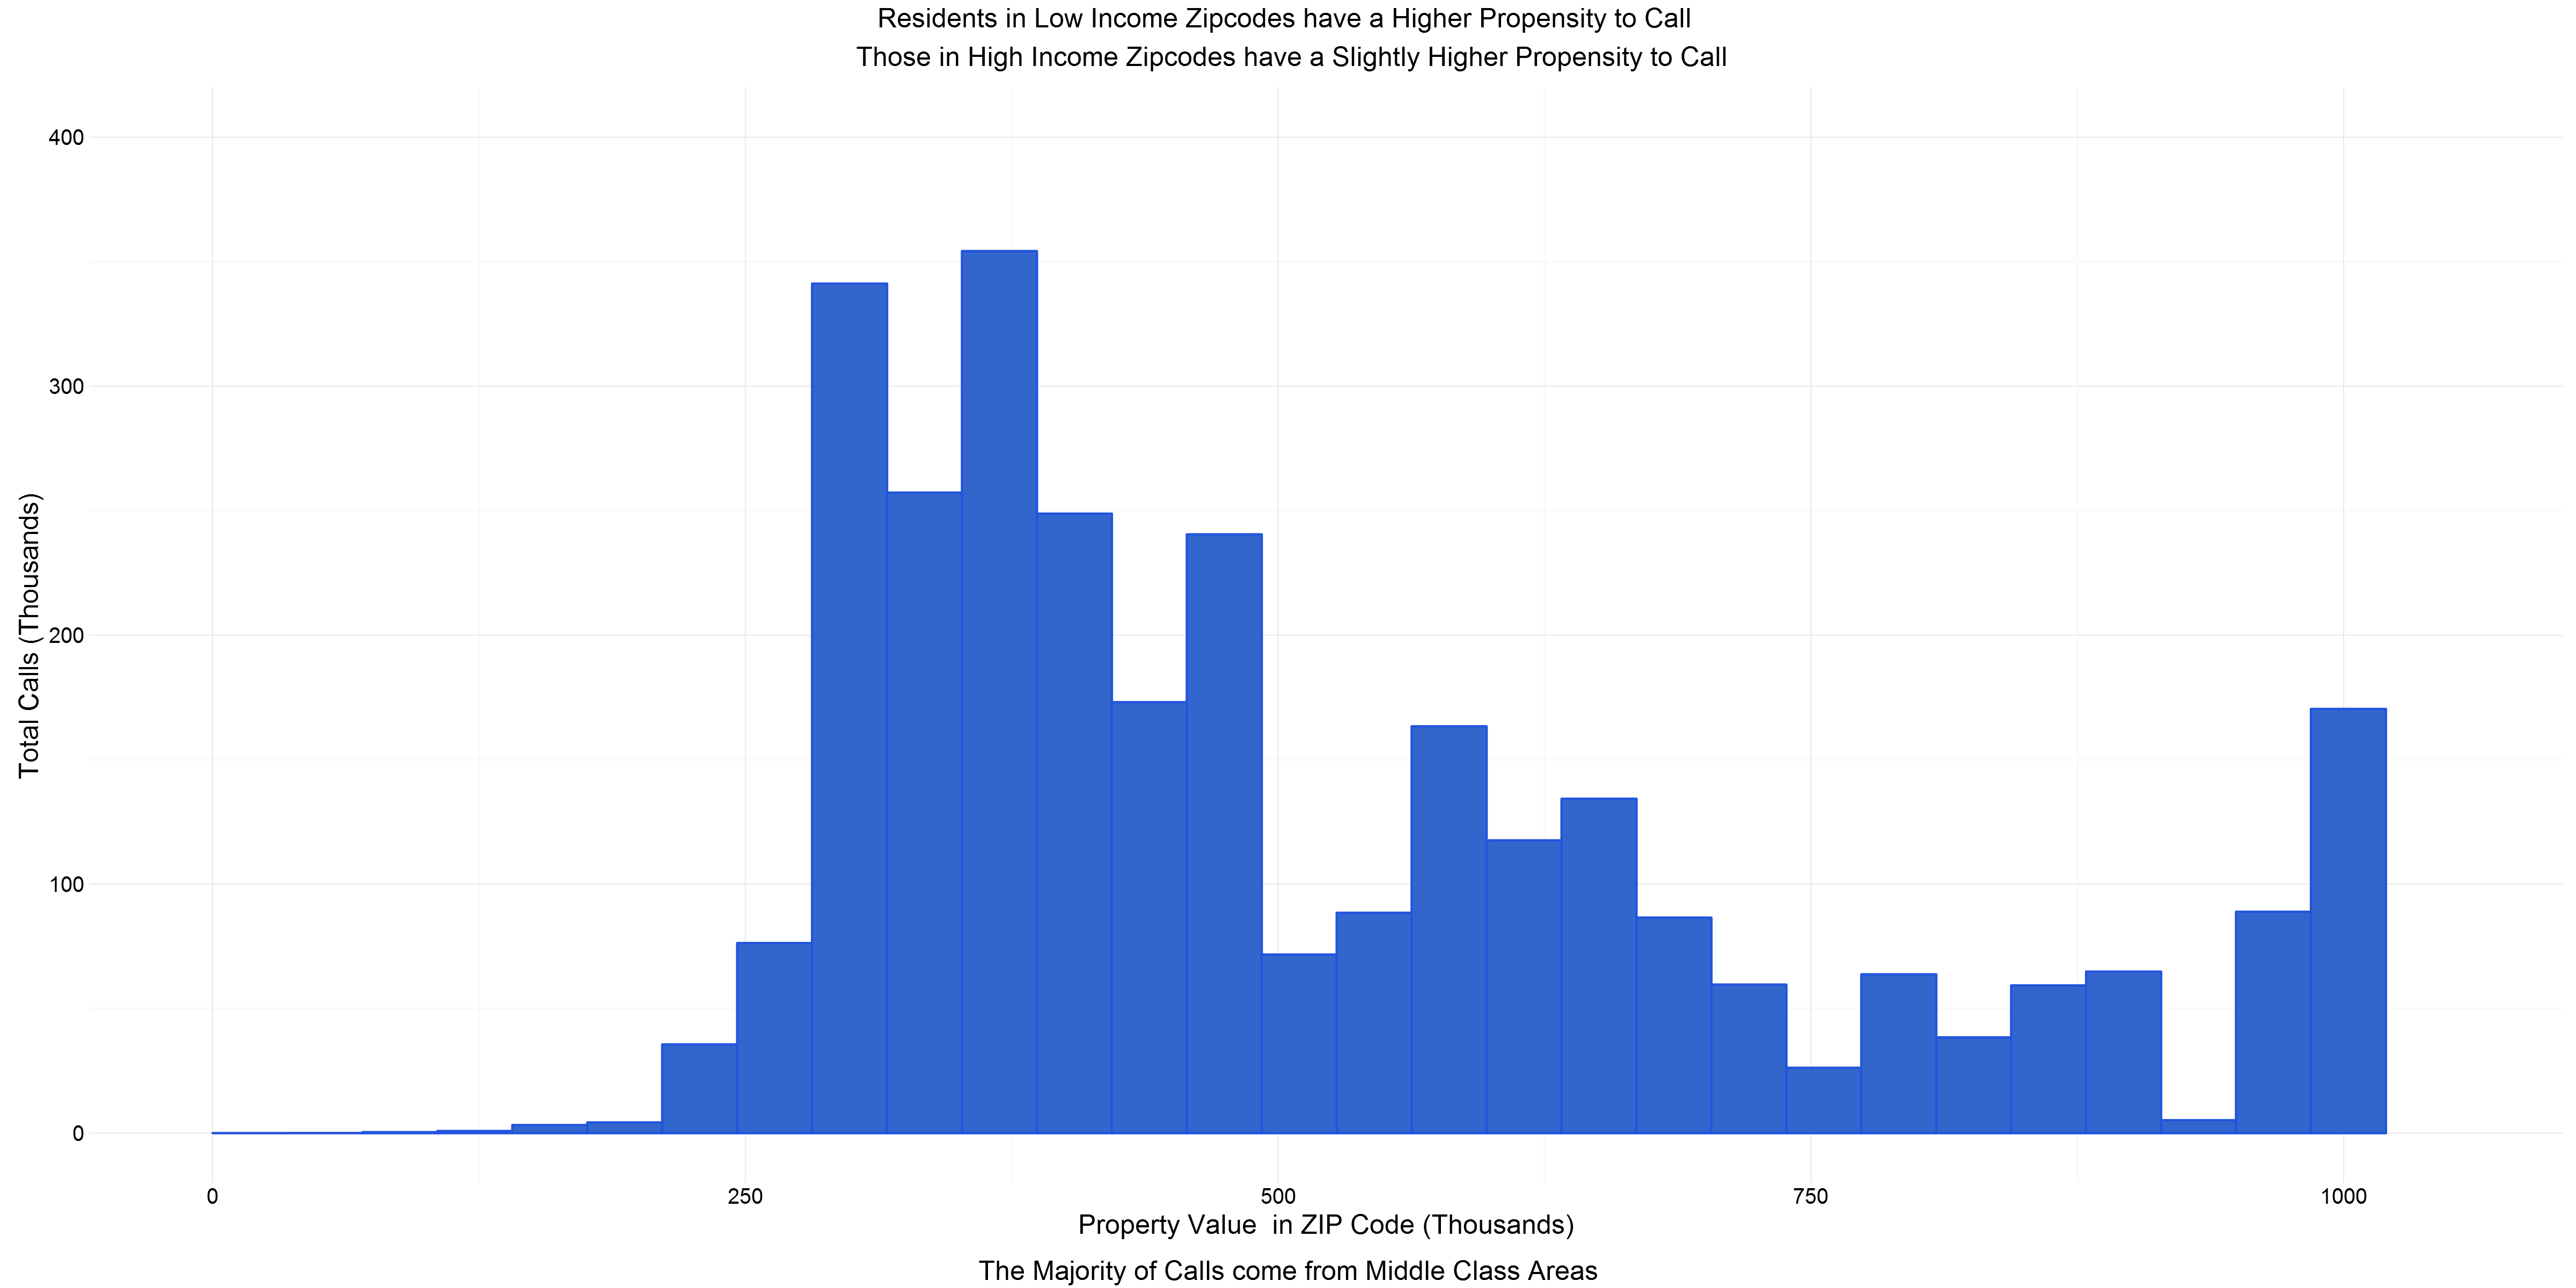 Residents in Low Income Zipcodes have a Higher Propensity to Call
Those in High Income Zipcodes have a Slightly Higher Propensity to Call
Total Calls (Thousands)
400
300
200
100
0
0
250
500
750
1000
Property Value  in ZIP Code (Thousands)
The Majority of Calls come from Middle Class Areas